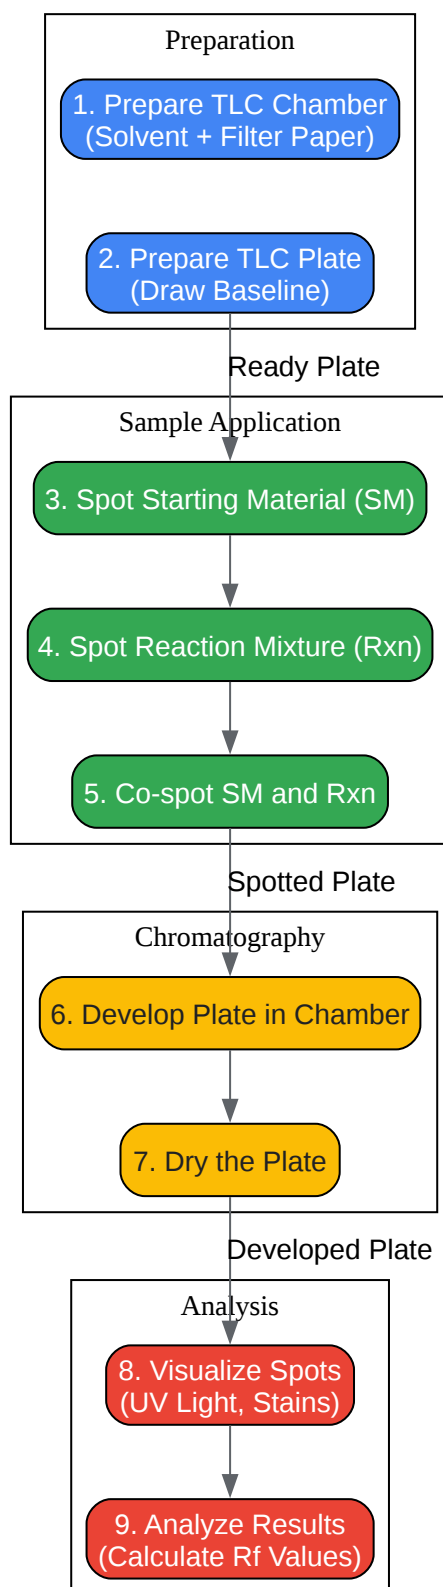 Preparation
1. Prepare TLC Chamber
(Solvent + Filter Paper)
2. Prepare TLC Plate
(Draw Baseline)
Ready Plate
Sample Application
3. Spot Starting Material (SM)
4. Spot Reaction Mixture (Rxn)
5. Co-spot SM and Rxn
Spotted Plate
Chromatography
6. Develop Plate in Chamber
7. Dry the Plate
Developed Plate
Analysis
8. Visualize Spots
(UV Light, Stains)
9. Analyze Results
(Calculate Rf Values)